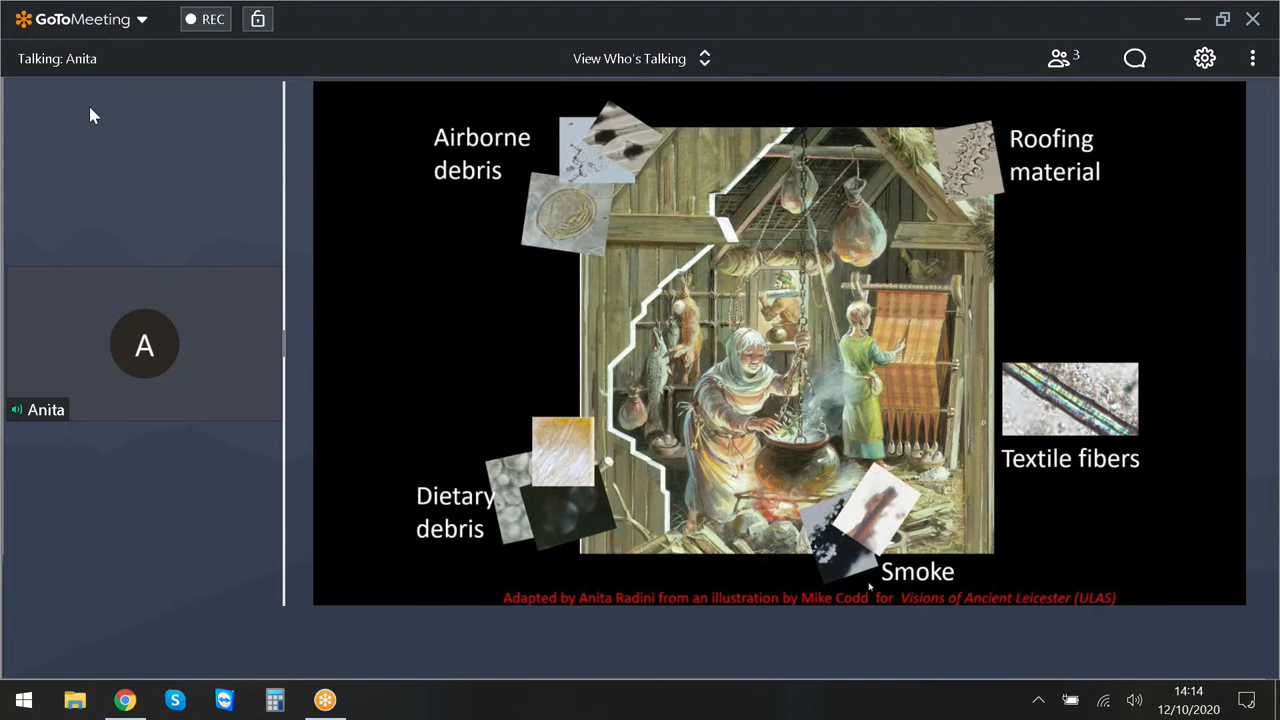 GoToMeeting
REC
Talking: Anita
View Who's Talking
3
Airborne
debris
Roofing
material
A
Anita
Textile fibers
Dietary
debris
Smoke
Adapted by Anita Radini from an illustration by Mike Codd for Visions of Ancient Leicester (ULAS)
14:14
12/10/2020